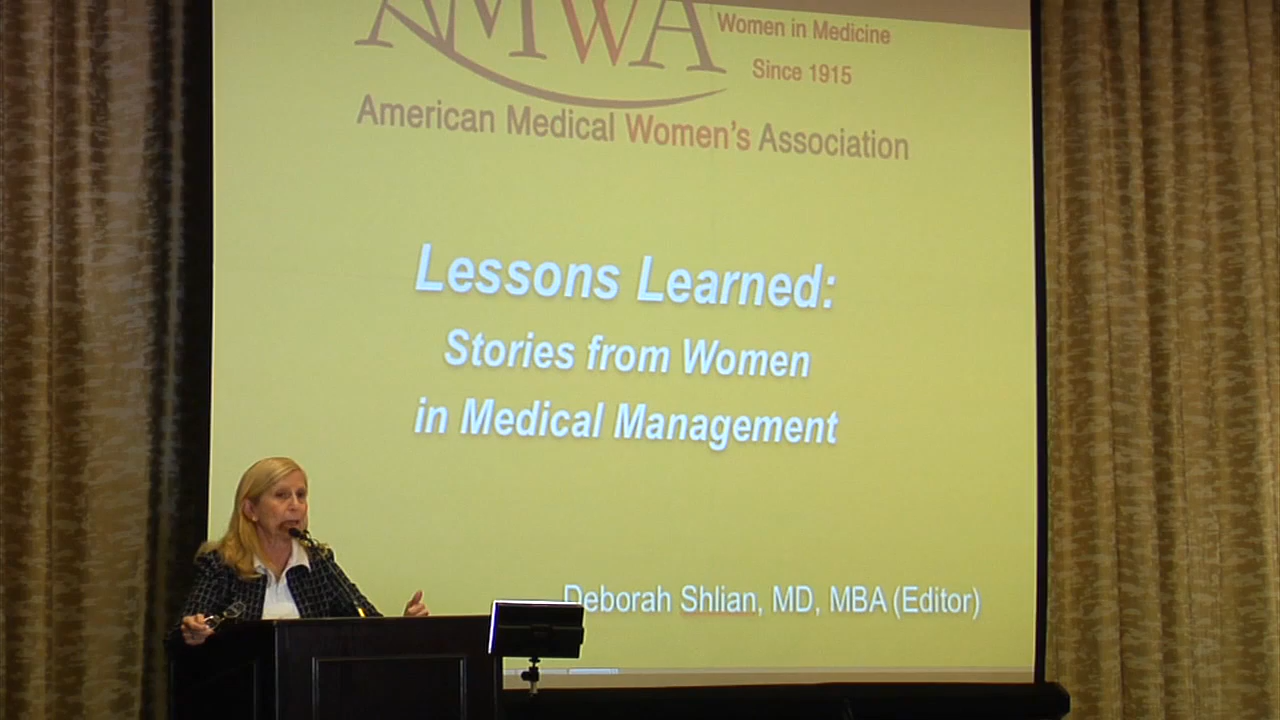 AMWA
Women in Medicine
Since 1915
American Medical Women's Association
Lessons Learned:
Stories from Women
in Medical Management
Deborah Shlian, MD, MBA (Editor)